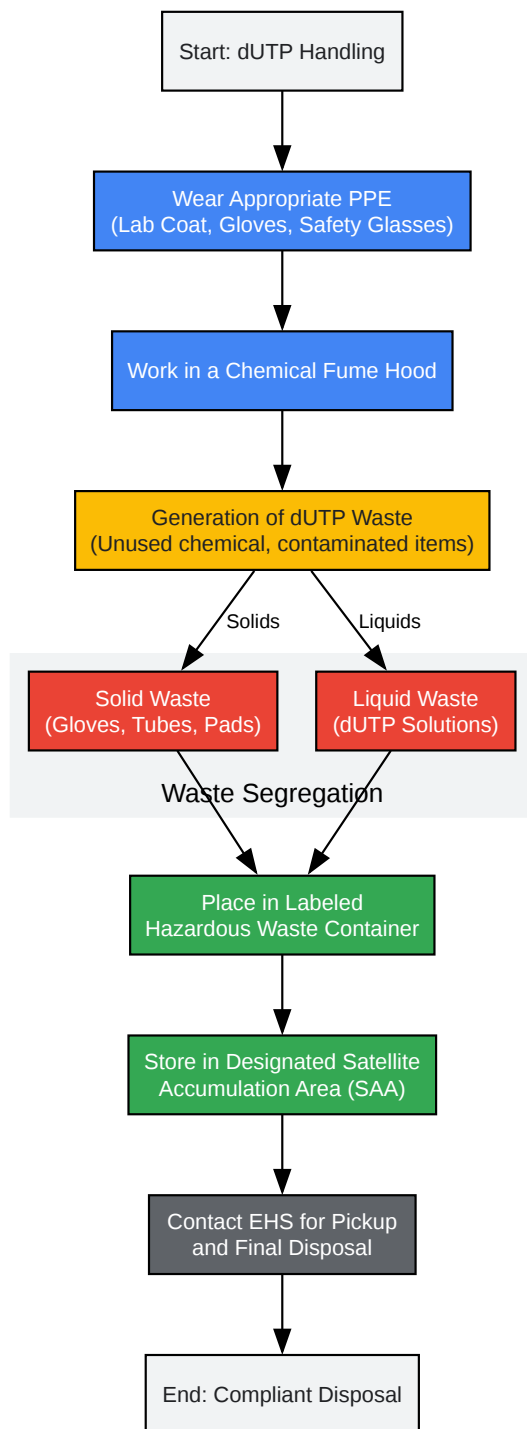 Start: dUTP Handling
Wear Appropriate PPE
(Lab Coat, Gloves, Safety Glasses)
Work in a Chemical Fume Hood
Generation of dUTP Waste
(Unused chemical, contaminated items)
Solids
Liquids
Solid Waste
(Gloves, Tubes, Pads)
Liquid Waste
(dUTP Solutions)
Waste Segregation
Place in Labeled
Hazardous Waste Container
Store in Designated Satellite
Accumulation Area (SAA)
Contact EHS for Pickup
and Final Disposal
End: Compliant Disposal